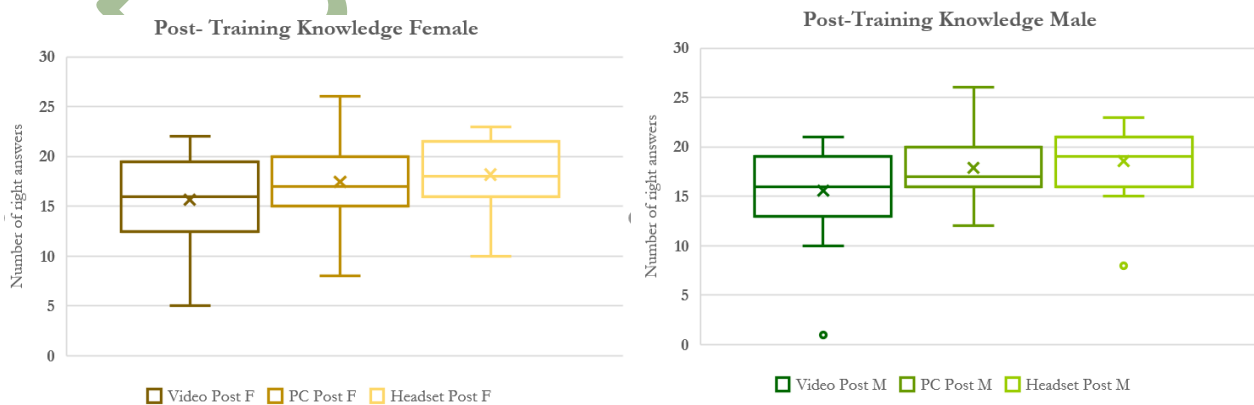 Post- Training Knowledge Female
Number of right answers
30
25
20
15
10
5
0
Video Post F PC Post F Headset Post F
Post-Training Knowledge Male
Number of right answers
30
25
20
15
10
5
0
Video Post M PC Post M Headset Post M